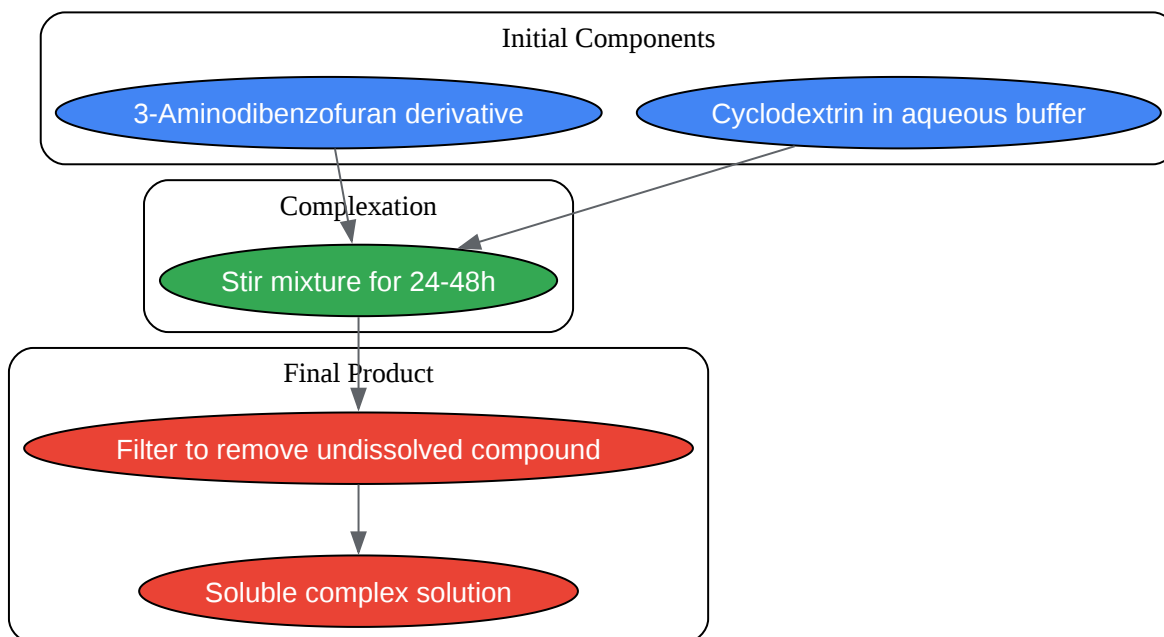 Initial Components
3-Aminodibenzofuran derivative
Cyclodextrin in aqueous buffer
Complexation
Stir mixture for 24-48h
Final Product
Filter to remove undissolved compound
Soluble complex solution